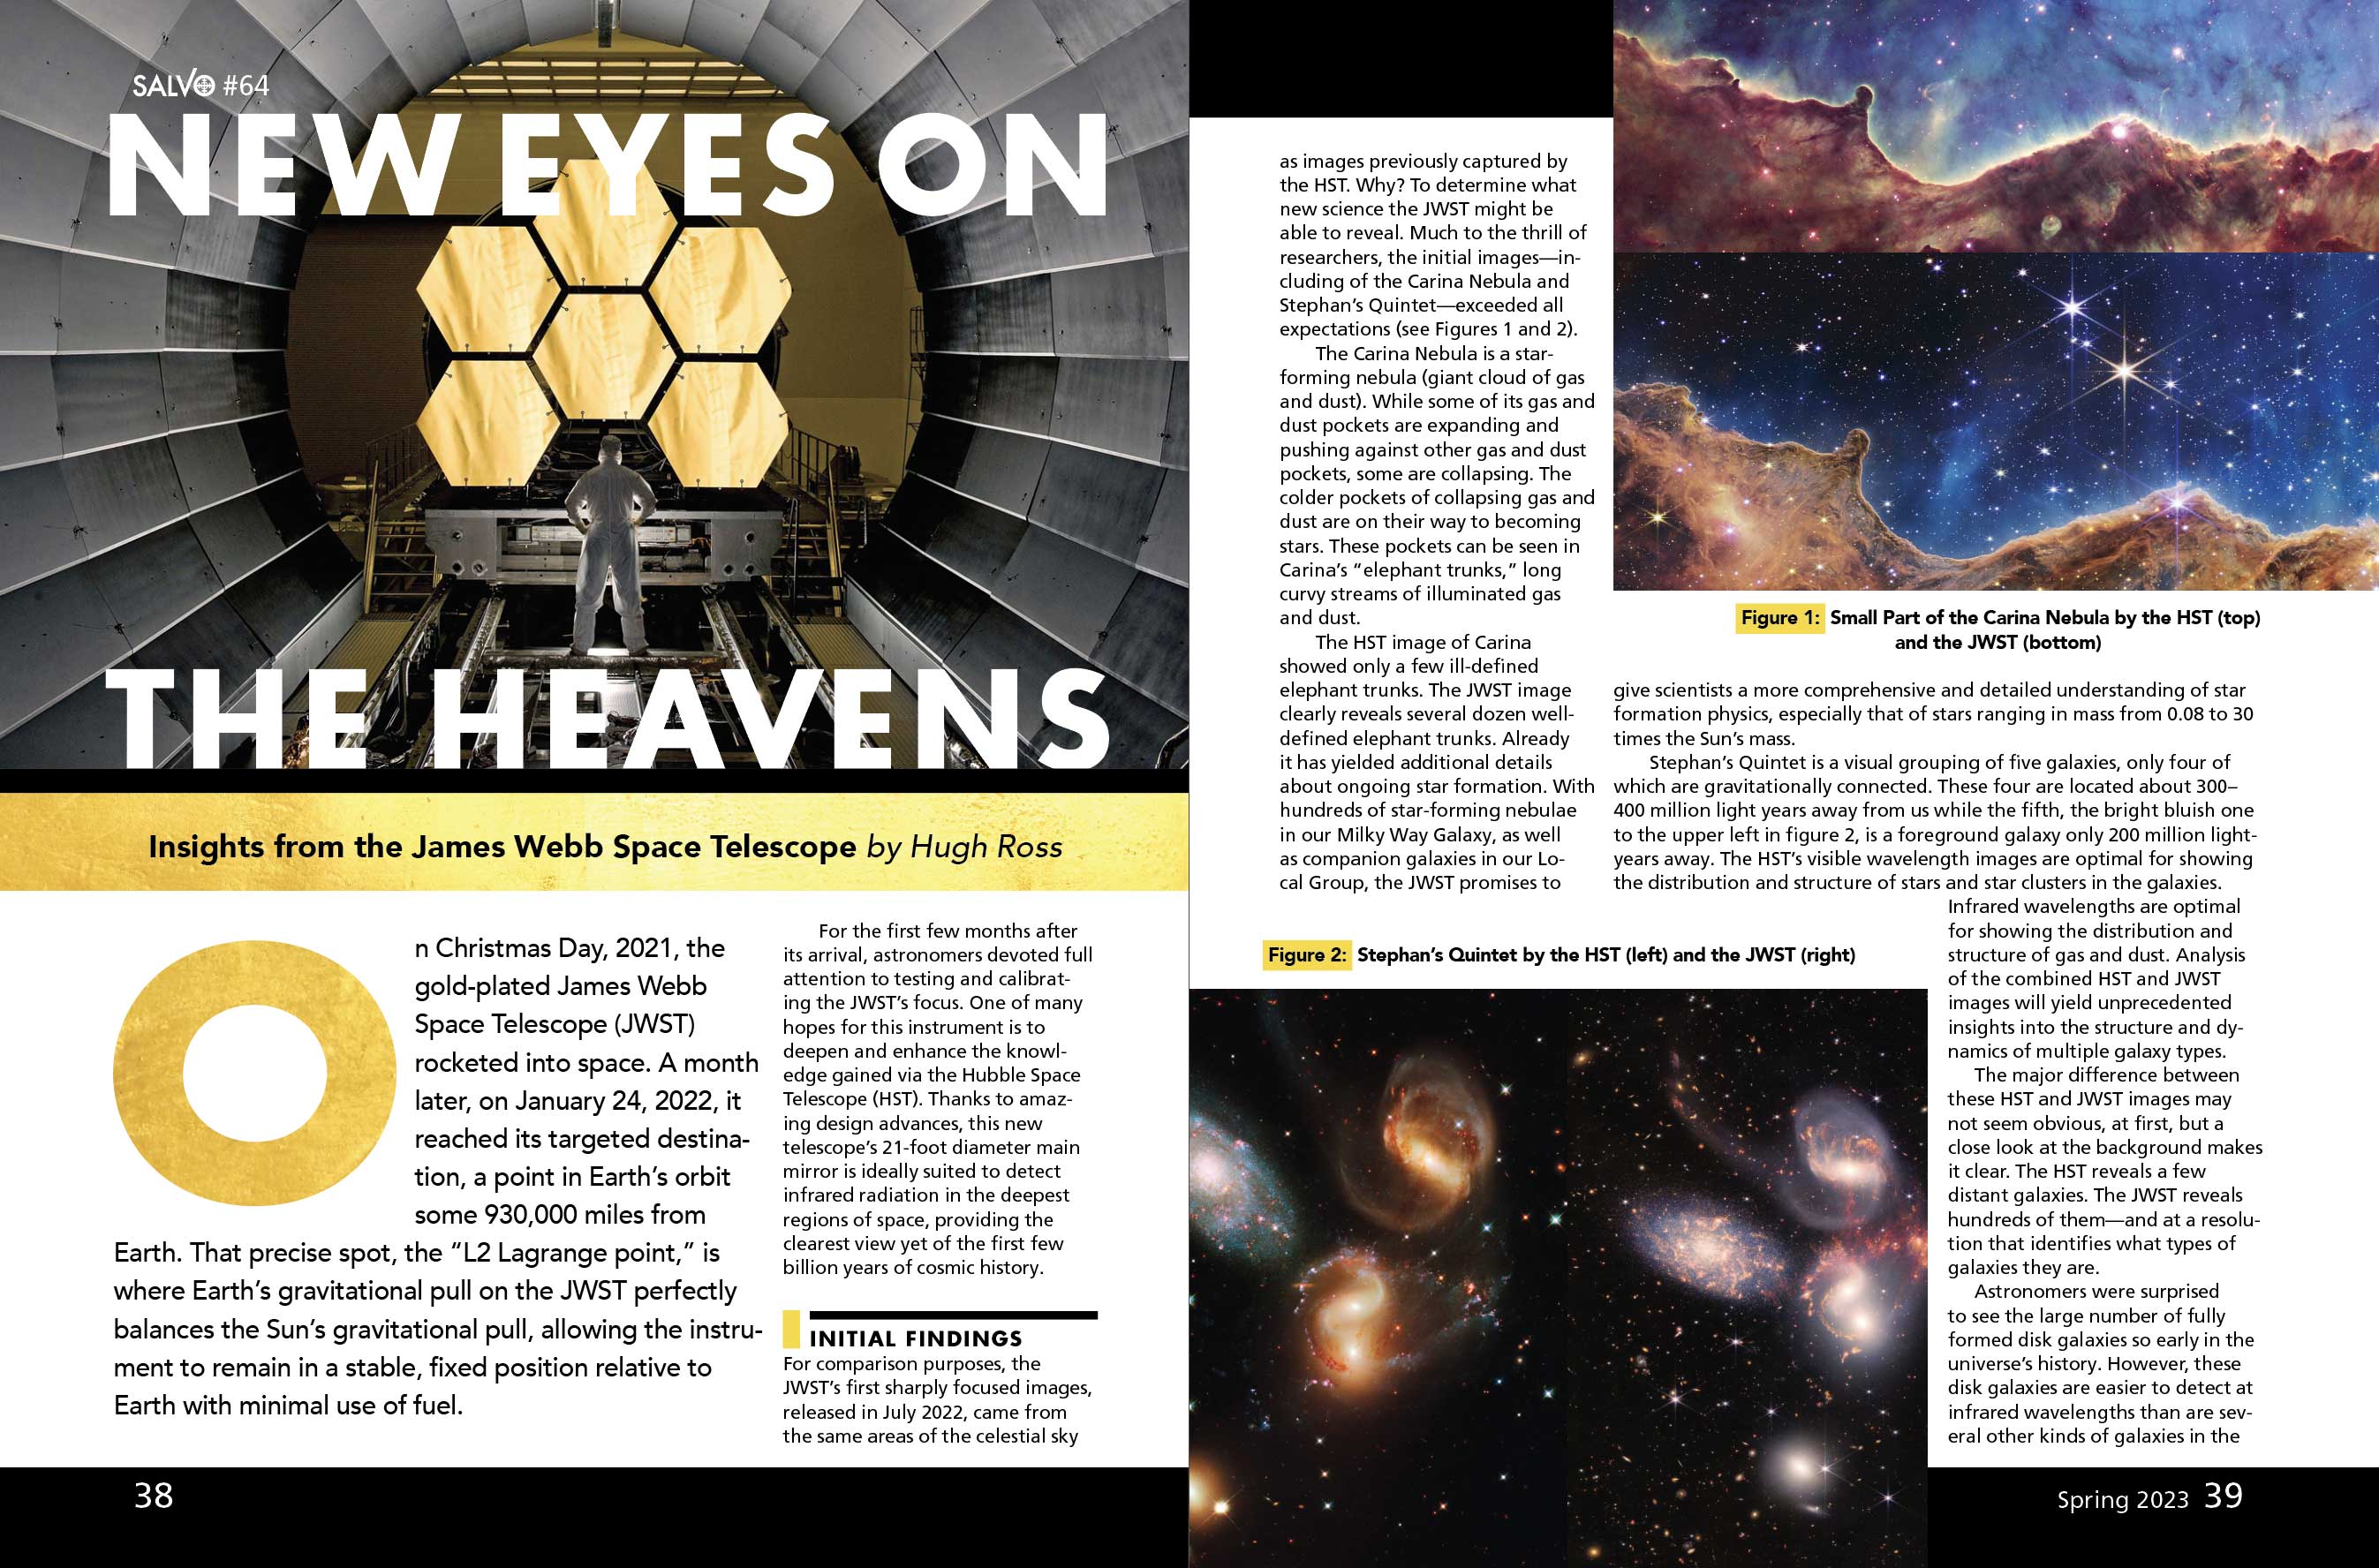 SALVO #64
NEW EYES ON
THE HEAVENS
Insights from the James Webb Space Telescope by Hugh Ross
On Christmas Day, 2021, the
gold-plated James Webb
Space Telescope (JWST)
rocketed into space. A month
later, on January 24, 2022, it
reached its targeted destina-
tion, a point in Earth’s orbit
some 930,000 miles from
Earth. That precise spot, the “L2 Lagrange point,” is
where Earth’s gravitational pull on the JWST perfectly
balances the Sun’s gravitational pull, allowing the instru-
ment to remain in a stable, fixed position relative to
Earth with minimal use of fuel.
For the first few months after
its arrival, astronomers devoted full
attention to testing and calibrat-
ing the JWST’s focus. One of many
hopes for this instrument is to
deepen and enhance the knowl-
edge gained via the Hubble Space
Telescope (HST). Thanks to amaz-
ing design advances, this new
telescope’s 21-foot diameter main
mirror is ideally suited to detect
infrared radiation in the deepest
regions of space, providing the
clearest view yet of the first few
billion years of cosmic history.
INITIAL FINDINGS
For comparison purposes, the
JWST’s first sharply focused images,
released in July 2022, came from
the same areas of the celestial sky
38
as images previously captured by
the HST. Why? To determine what
new science the JWST might be
able to reveal. Much to the thrill of
researchers, the initial images—in-
cluding of the Carina Nebula and
Stephan’s Quintet—exceeded all
expectations (see Figures 1 and 2).
The Carina Nebula is a star-
forming nebula (giant cloud of gas
and dust). While some of its gas and
dust pockets are expanding and
pushing against other gas and dust
pockets, some are collapsing. The
colder pockets of collapsing gas and
dust are on their way to becoming
stars. These pockets can be seen in
Carina’s “elephant trunks,” long
curvy streams of illuminated gas
and dust.
The HST image of Carina
showed only a few ill-defined
elephant trunks. The JWST image
clearly reveals several dozen well-
defined elephant trunks. Already
it has yielded additional details
about ongoing star formation. With
hundreds of star-forming nebulae
in our Milky Way Galaxy, as well
as companion galaxies in our Lo-
cal Group, the JWST promises to
Figure 1: Small Part of the Carina Nebula by the HST (top)
and the JWST (bottom)
give scientists a more comprehensive and detailed understanding of star
formation physics, especially that of stars ranging in mass from 0.08 to 30
times the Sun’s mass.
Stephan’s Quintet is a visual grouping of five galaxies, only four of
which are gravitationally connected. These four are located about 300–
400 million light years away from us while the fifth, the bright bluish one
to the upper left in figure 2, is a foreground galaxy only 200 million light-
years away. The HST’s visible wavelength images are optimal for showing
the distribution and structure of stars and star clusters in the galaxies.
Infrared wavelengths are optimal
for showing the distribution and
structure of gas and dust. Analysis
of the combined HST and JWST
images will yield unprecedented
insights into the structure and dy-
namics of multiple galaxy types.
The major difference between
these HST and JWST images may
not seem obvious, at first, but a
close look at the background makes
it clear. The HST reveals a few
distant galaxies. The JWST reveals
hundreds of them—and at a resolu-
tion that identifies what types of
galaxies they are.
Astronomers were surprised
to see the large number of fully
formed disk galaxies so early in the
universe’s history. However, these
disk galaxies are easier to detect at
infrared wavelengths than are sev-
eral other kinds of galaxies in the
Figure 2: Stephan’s Quintet by the HST (left) and the JWST (right)
Spring 2023 39